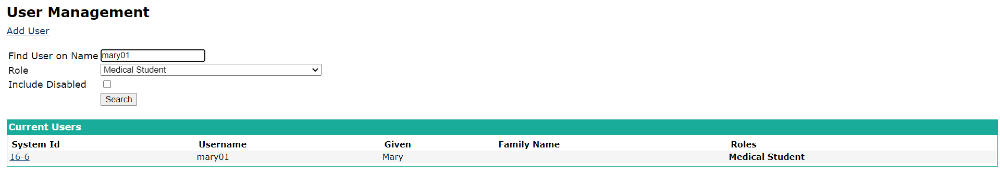 User Management
Add User
Find User on Name mary01
Role Medical Student
Include Disabled
Search
Current Users
System Id Username Given Family Name Roles
16-6 mary01 Mary Medical Student